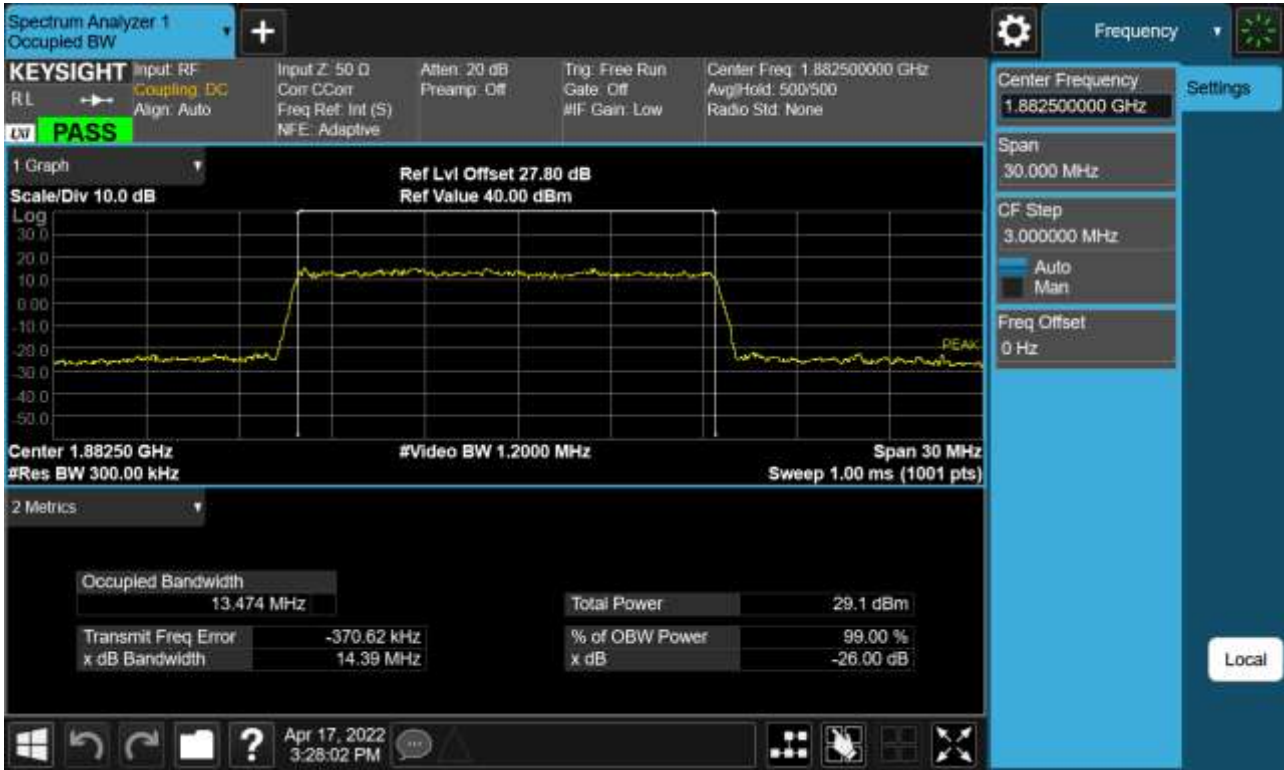 Spectrum Analyzer 1
Occupied BW
Frequency
KEYSIGHT
RL
LXI
PASS
Input: RF
Coupling: DC
Align: Auto
Input Z: 50 Ω
Corr CCorr
Freq Ref: Int (S)
NFE: Adaptive
Atten: 20 dB
Preamp: Off
Trig: Free Run
Gate: Off
#IF Gain: Low
Center Freq: 1.882500000 GHz
Avg|Hold: 500/500
Radio Std: None
1 Graph
Scale/Div 10.0 dB
Ref Lvl Offset 27.80 dB
Ref Value 40.00 dBm
Log
30.0
20.0
10.0
0.00
-10.0
-20.0
-30.0
-40.0
-50.0
PEAK
Center 1.88250 GHz
#Video BW 1.2000 MHz
Span 30 MHz
#Res BW 300.00 kHz
Sweep 1.00 ms (1001 pts)
2 Metrics
Occupied Bandwidth
13.474 MHz
Total Power 29.1 dBm
Transmit Freq Error -370.62 kHz
% of OBW Power 99.00 %
x dB Bandwidth 14.39 MHz
x dB -26.00 dB
Apr 17, 2022
3:28:02 PM
Center Frequency
1.882500000 GHz
Settings
Span
30.000 MHz
CF Step
3.000000 MHz
Auto
Man
Freq Offset
0 Hz
Local